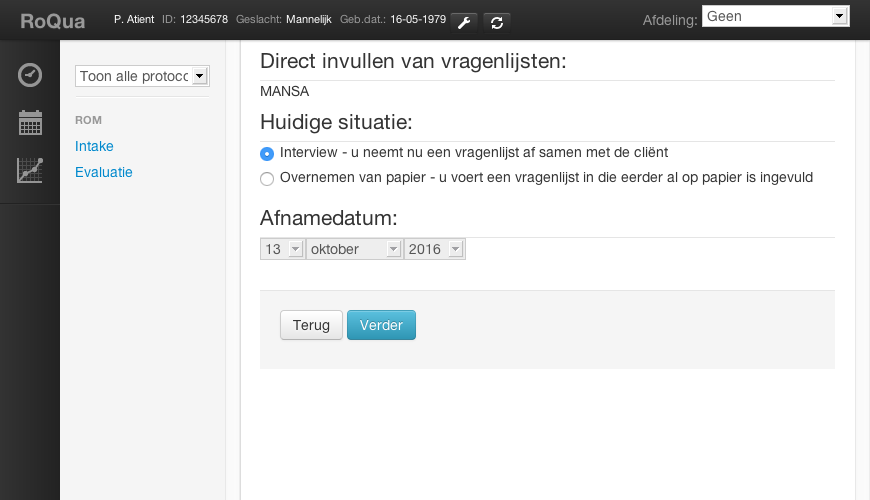 RoQua P. Atient ID: 12345678 Geslacht: Mannelijk Geb.dat.: 16-05-1979 Afdeling: Geen
Toon alle protoco
ROM
Intake
Evaluatie
Direct invullen van vragenlijsten:
MANSA
Huidige situatie:
Interview - u neemt nu een vragenlijst af samen met de cliënt
Overnemen van papier - u voert een vragenlijst in die eerder al op papier is ingevuld
Afnamedatum:
13 oktober 2016
Terug Verder